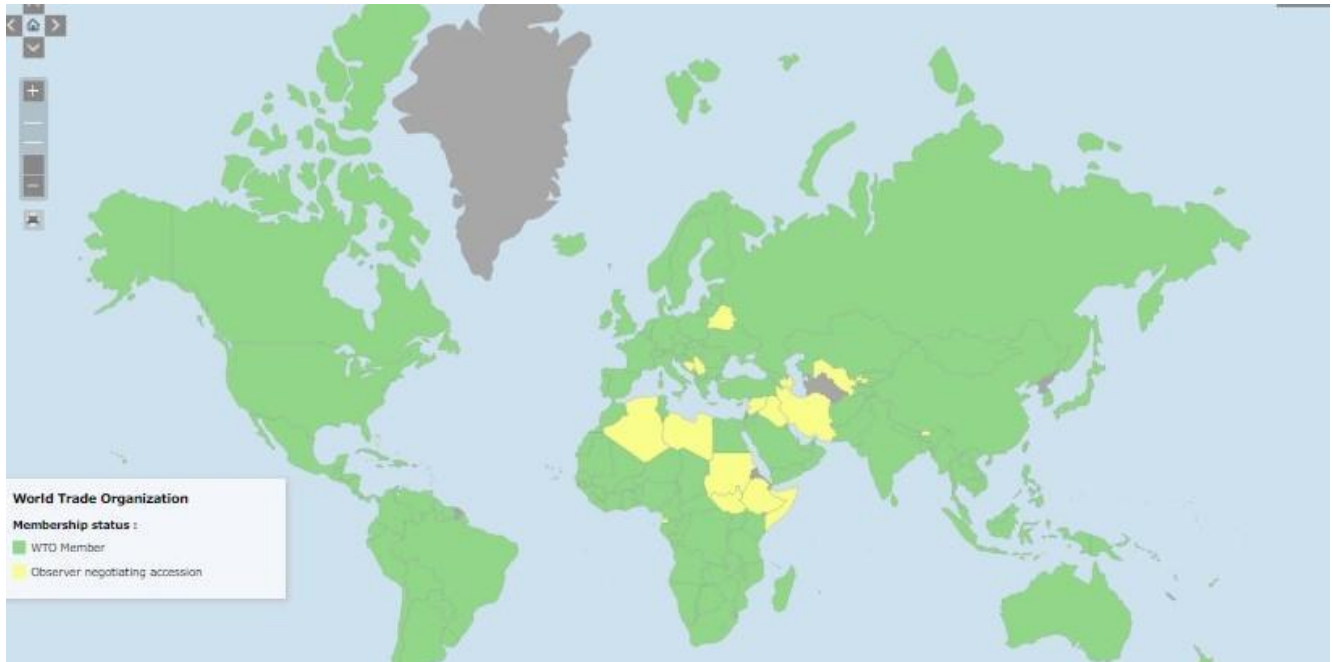 World Trade Organization
Membership status :
WTO Member
Observer negotiating accession